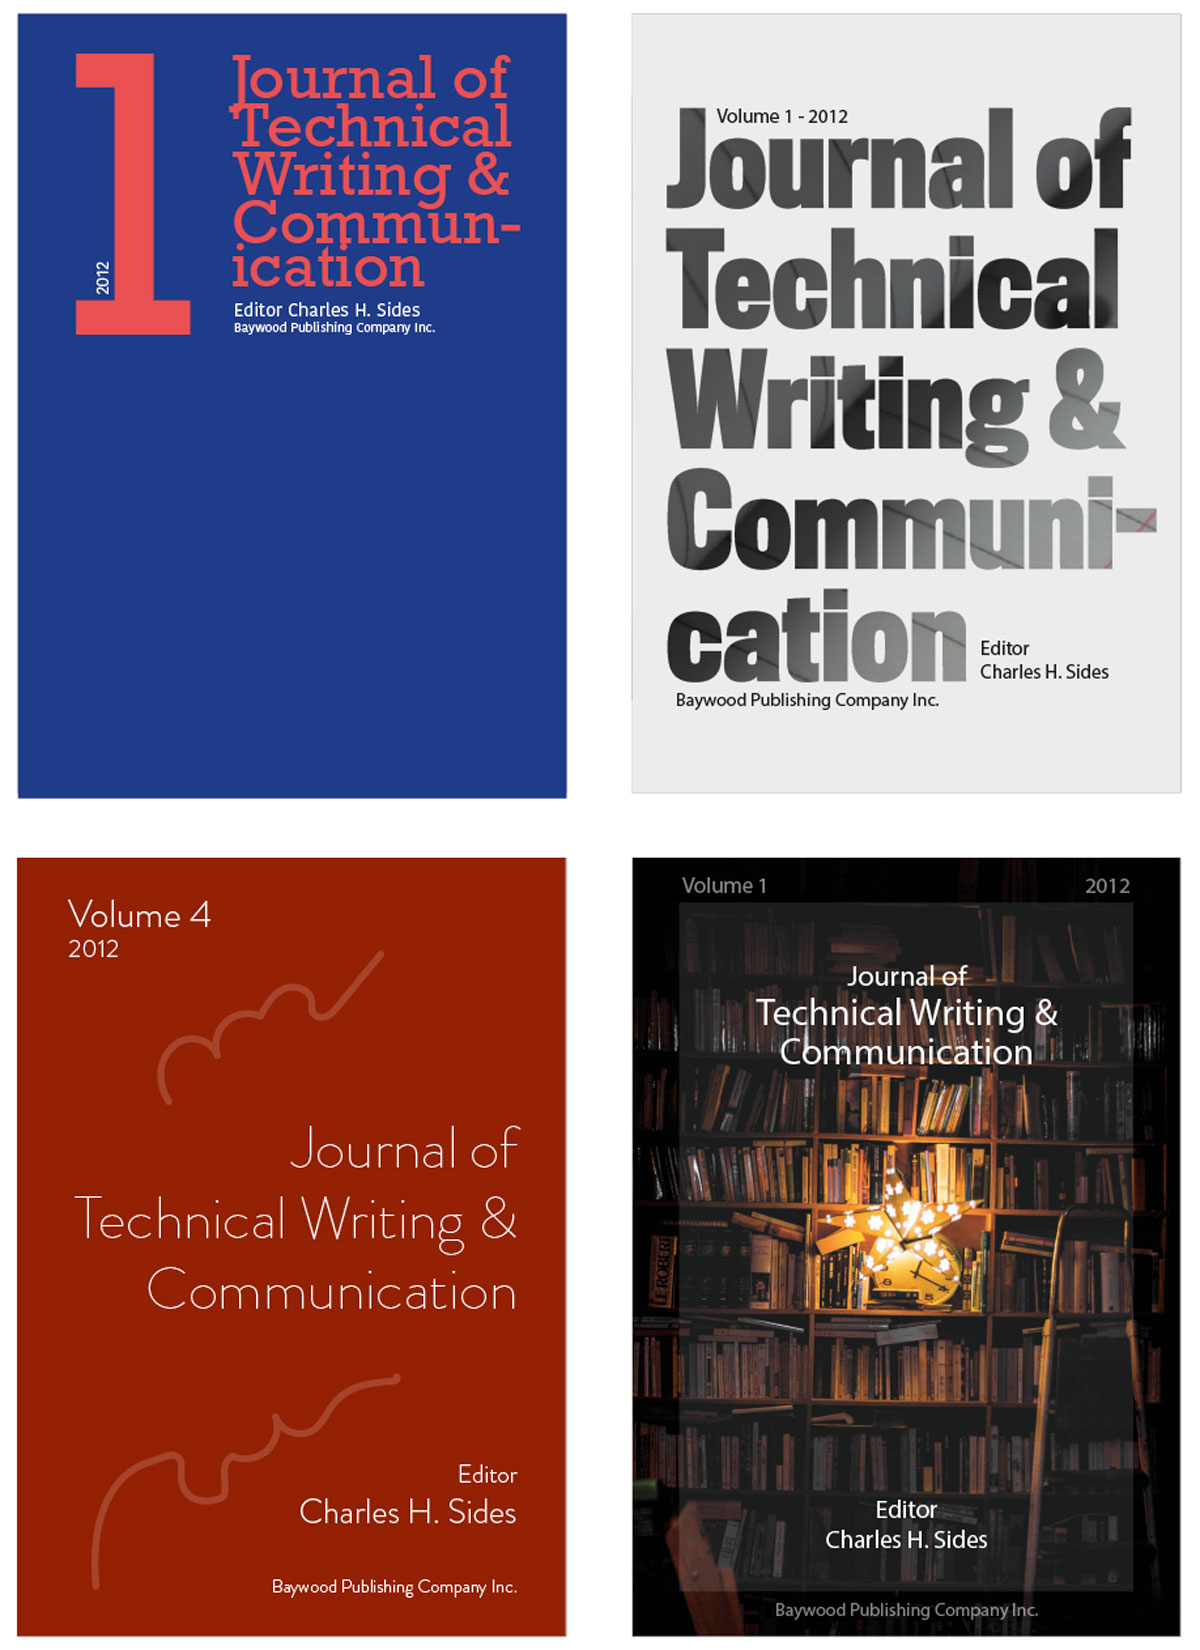 1
2012
Journal of
Technical
Writing &
Commun-
ication
Editor Charles H. Sides
Baywood Publishing Company Inc.
Volume 1 - 2012
Journal of
Technical
Writing &
Communi-
cation
Editor
Charles H. Sides
Baywood Publishing Company Inc.
Volume 4
2012
Journal of
Technical Writing &
Communication
Editor
Charles H. Sides
Baywood Publishing Company Inc.
Volume 1 2012
Journal of
Technical Writing &
Communication
LE ROBERT
Editor
Charles H. Sides
Baywood Publishing Company Inc.